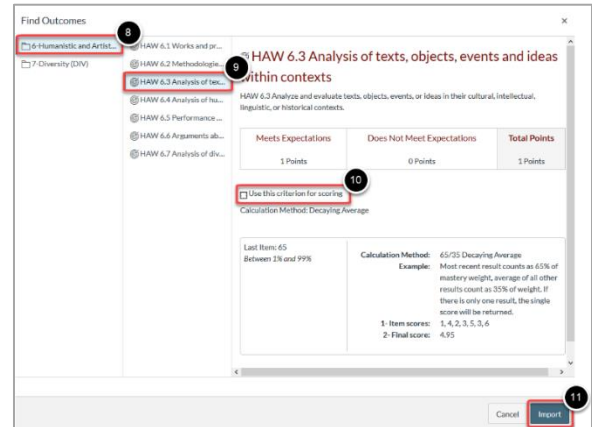 Find Outcomes
×
8
6-Humanistic and Artist...
7-Diversity (DIV)
HAW 6.1 Works and pr...
HAW 6.2 Methodologie...
9
HAW 6.3 Analysis of tex...
HAW 6.4 Analysis of hu...
HAW 6.5 Performance ...
HAW 6.6 Arguments ab...
HAW 6.7 Analysis of div...
HAW 6.3 Analysis of texts, objects, events and ideas
within contexts
HAW 6.3 Analyze and evaluate texts, objects, events, or ideas in their cultural, intellectual,
linguistic, or historical contexts.
Meets Expectations Does Not Meet Expectations Total Points
1 Points 0 Points 1 Points
10
Use this criterion for scoring
Calculation Method: Decaying Average
Last Item: 65
Between 1% and 99%
Calculation Method: 65/35 Decaying Average
Example: Most recent result counts as 65% of
mastery weight, average of all other
results count as 35% of weight. If
there is only one result, the single
score will be returned.
1- Item scores: 1, 4, 2, 3, 5, 3, 6
2- Final score: 4.95
11
Cancel Import